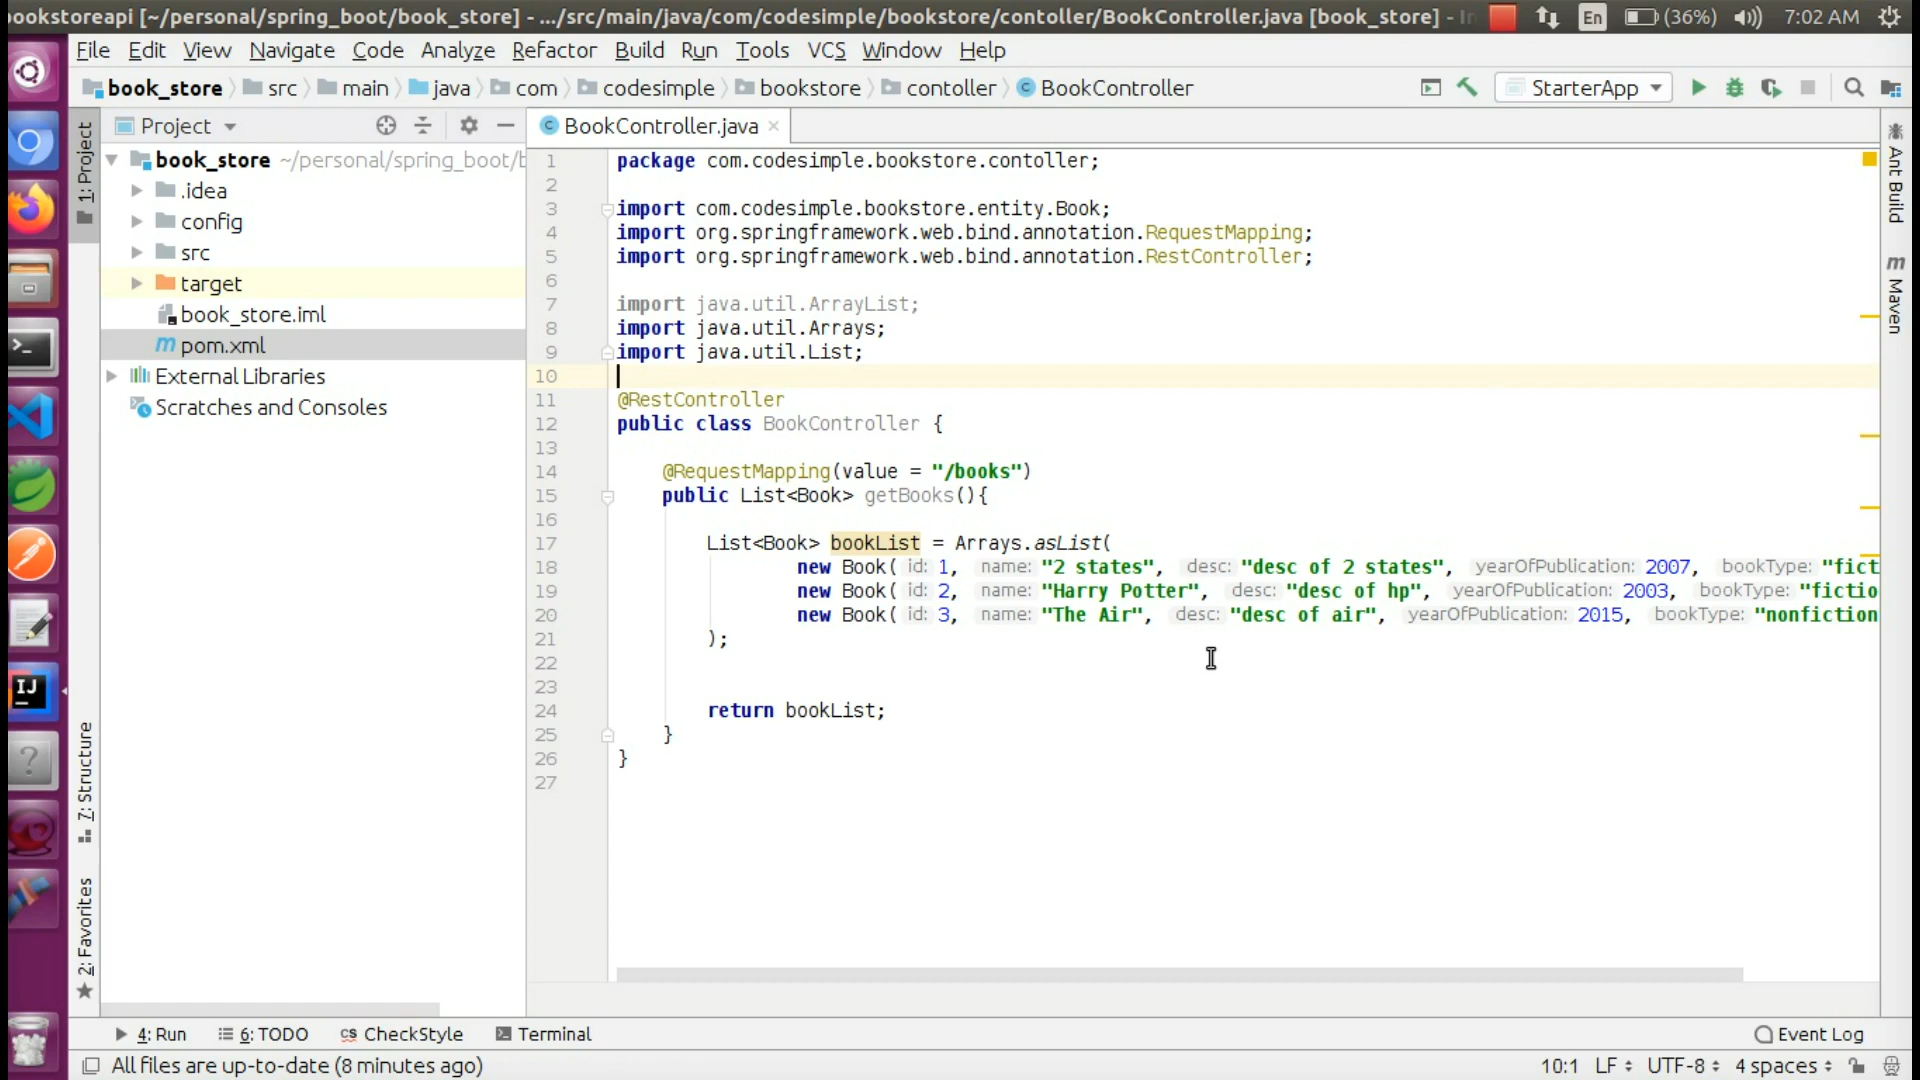 ookstoreapi [~/personal/spring_boot/book_store] - .../src/main/java/com/codesimple/bookstore/contoller/BookController.java [book_store] - In
En (36%) 7:02 AM
File Edit View Navigate Code Analyze Refactor Build Run Tools VCS Window Help
book_store src main java com codesimple bookstore contoller BookController StarterApp
Project BookController.java
1: Project
book_store ~/personal/spring_boot/b
.idea
config
src
target
book_store.iml
pom.xml
External Libraries
Scratches and Consoles
1 package com.codesimple.bookstore.contoller;
2
3 import com.codesimple.bookstore.entity.Book;
4 import org.springframework.web.bind.annotation.RequestMapping;
5 import org.springframework.web.bind.annotation.RestController;
6
7 import java.util.ArrayList;
8 import java.util.Arrays;
9 import java.util.List;
10
11 @RestController
12 public class BookController {
13
14 @RequestMapping(value = "/books")
15 public List<Book> getBooks(){
16
17 List<Book> bookList = Arrays.asList(
18 new Book( id: 1, name: "2 states", desc: "desc of 2 states", yearOfPublication: 2007, bookType: "fict
19 new Book( id: 2, name: "Harry Potter", desc: "desc of hp", yearOfPublication: 2003, bookType: "fictio
20 new Book( id: 3, name: "The Air", desc: "desc of air", yearOfPublication: 2015, bookType: "nonfiction
21 );
22
23
24 return bookList;
25 }
26 }
27
Ant Build
m Maven
7: Structure
2: Favorites
4: Run 6: TODO CheckStyle Terminal Event Log
All files are up-to-date (8 minutes ago) 10:1 LF UTF-8 4 spaces